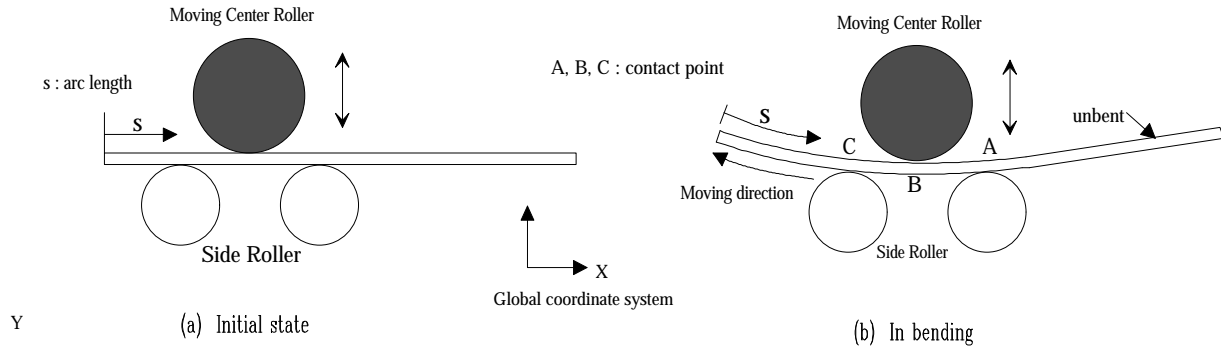 Moving Center Roller
s : arc length
s
Side Roller
X
Global coordinate system
Y
(a) Initial state
Moving Center Roller
A, B, C : contact point
s
unbent
C
A
B
Moving direction
Side Roller
(b) In bending